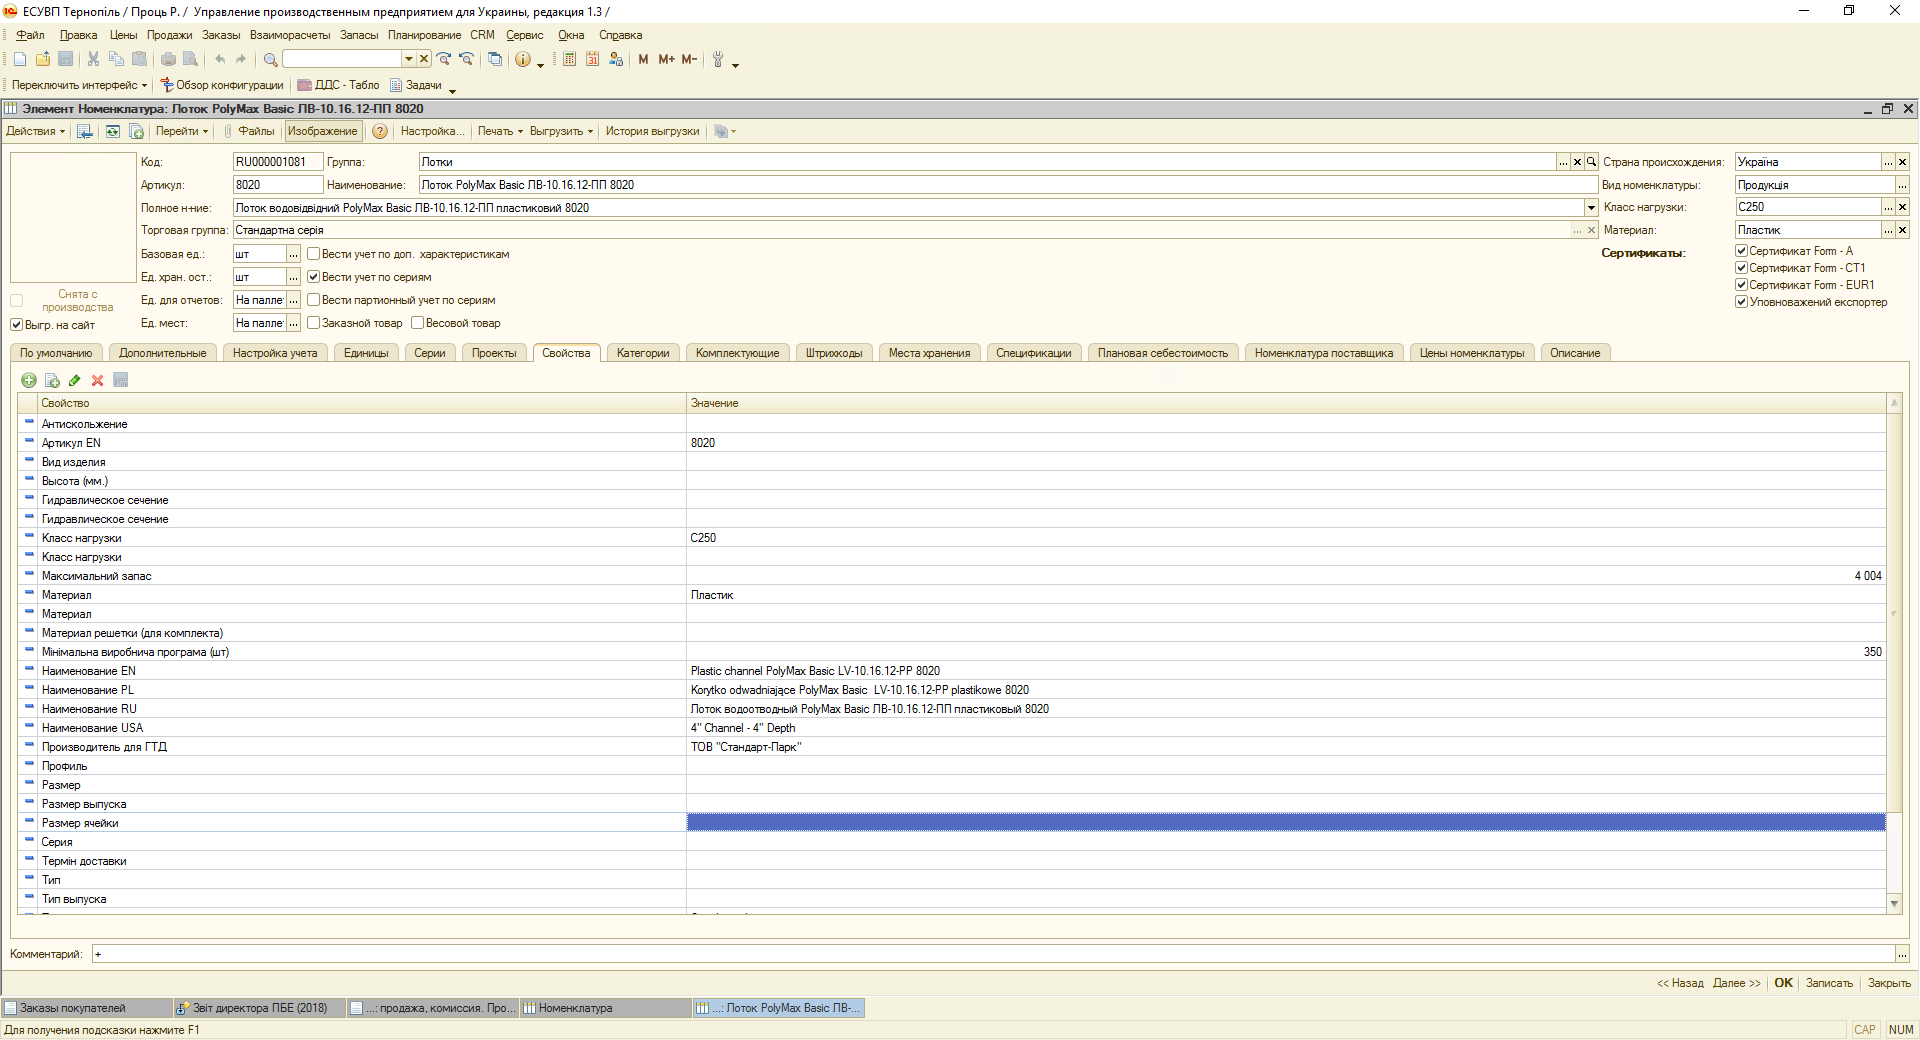 ЕСУВП Тернопіль / Проць Р. / Управление производственным предприятием для Украины, редакция 1.3 /
Файл Правка Цены Продажи Заказы Взаиморасчеты Запасы Планирование CRM Сервис Окна Справка
M M+ M-
Переключить интерфейс Обзор конфигурации ДДС - Табло Задачи
Элемент Номенклатура: Лоток PolyMax Basic ЛВ-10.16.12-ПП 8020
Действия Перейти Файлы Изображение Настройка... Печать Выгрузить История выгрузки
Код: RU000001081 Группа: Лотки Страна происхождения: Україна
Артикул: 8020 Наименование: Лоток PolyMax Basic ЛВ-10.16.12-ПП 8020 Вид номенклатуры: Продукція
Полное н-ние: Лоток водовідвідний PolyMax Basic ЛВ-10.16.12-ПП пластиковий 8020 Класс нагрузки: C250
Торговая группа: Стандартна серія Материал: Пластик
Базовая ед.: шт Вести учет по доп. характеристикам Сертификаты: Сертификат Form - A
Сертификат Form - CT1
Ед. хран. ост.: шт Вести учет по сериям
Сертификат Form - EUR1
Снята с производства
Ед. для отчетов: На палле Вести партионный учет по сериям Уповноважений експортер
Выгр. на сайт Ед. мест: На палле Заказной товар Весовой товар
По умолчанию Дополнительные Настройка учета Единицы Серии Проекты Свойства Категории Комплектующие Штрихкоды Места хранения Спецификации Плановая себестоимость Номенклатура поставщика Цены номенклатуры Описание
Свойство Значение
Антискольжение
Артикул EN 8020
Вид изделия
Высота (мм.)
Гидравлическое сечение
Гидравлическое сечение
Класс нагрузки C250
Класс нагрузки
Максимальний запас 4 004
Материал Пластик
Материал
Материал решетки (для комплекта)
Мінімальна виробнича програма (шт) 350
Наименование EN Plastic channel PolyMax Basic LV-10.16.12-PP 8020
Наименование PL Korytko odwadniające PolyMax Basic LV-10.16.12-PP plastikowe 8020
Наименование RU Лоток водоотводный PolyMax Basic ЛВ-10.16.12-ПП пластиковый 8020
Наименование USA 4" Channel - 4" Depth
Производитель для ГТД ТОВ "Стандарт-Парк"
Профиль
Размер
Размер выпуска
Размер ячейки
Серия
Термін доставки
Тип
Тип выпуска
Комментарий: +
<< Назад Далее >> OK Записать Закрыть
Заказы покупателей Звіт директора ПБЕ (2018) ...: продажа, комиссия. Про... Номенклатура ...: Лоток PolyMax Basic ЛВ-...
Для получения подсказки нажмите F1 CAP NUM